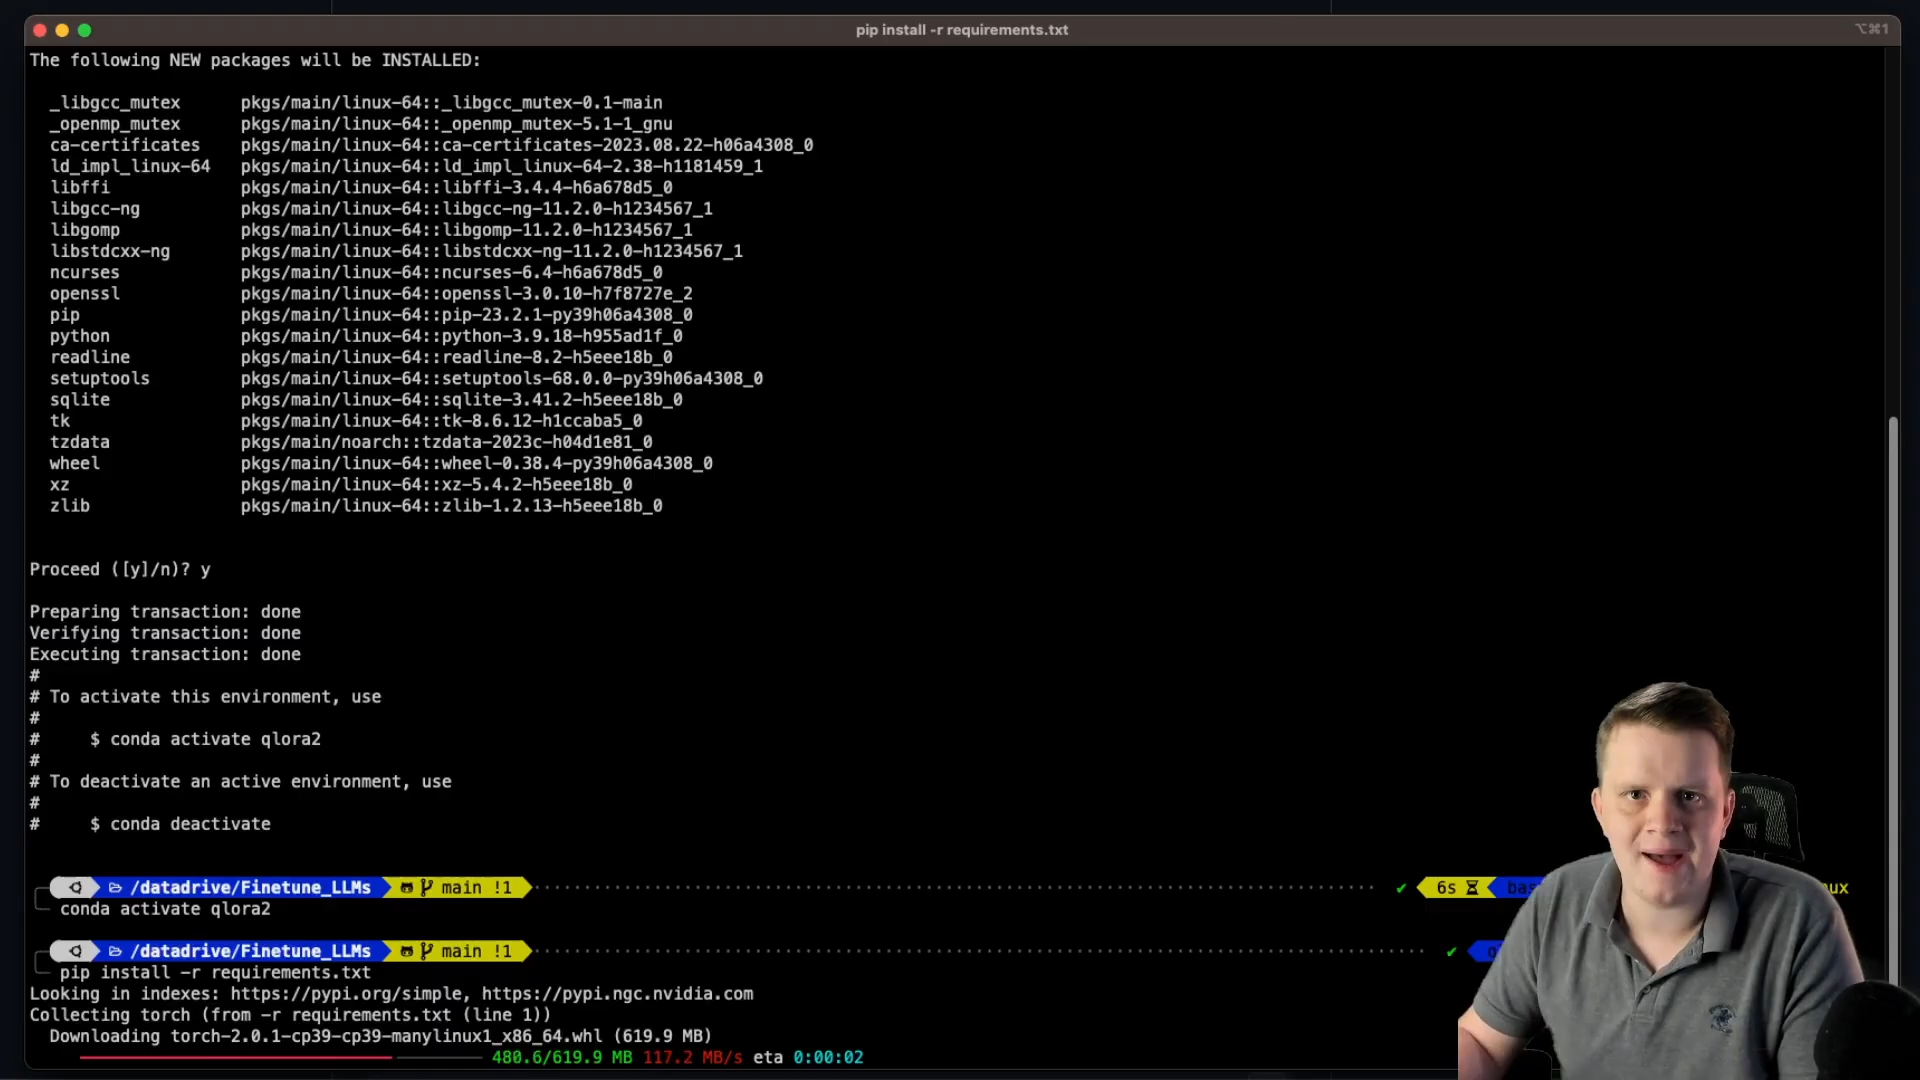 pip install -r requirements.txt
⌥⌘1
The following NEW packages will be INSTALLED:
_libgcc_mutex pkgs/main/linux-64::_libgcc_mutex-0.1-main
_openmp_mutex pkgs/main/linux-64::_openmp_mutex-5.1-1_gnu
ca-certificates pkgs/main/linux-64::ca-certificates-2023.08.22-h06a4308_0
ld_impl_linux-64 pkgs/main/linux-64::ld_impl_linux-64-2.38-h1181459_1
libffi pkgs/main/linux-64::libffi-3.4.4-h6a678d5_0
libgcc-ng pkgs/main/linux-64::libgcc-ng-11.2.0-h1234567_1
libgomp pkgs/main/linux-64::libgomp-11.2.0-h1234567_1
libstdcxx-ng pkgs/main/linux-64::libstdcxx-ng-11.2.0-h1234567_1
ncurses pkgs/main/linux-64::ncurses-6.4-h6a678d5_0
openssl pkgs/main/linux-64::openssl-3.0.10-h7f8727e_2
pip pkgs/main/linux-64::pip-23.2.1-py39h06a4308_0
python pkgs/main/linux-64::python-3.9.18-h955ad1f_0
readline pkgs/main/linux-64::readline-8.2-h5eee18b_0
setuptools pkgs/main/linux-64::setuptools-68.0.0-py39h06a4308_0
sqlite pkgs/main/linux-64::sqlite-3.41.2-h5eee18b_0
tk pkgs/main/linux-64::tk-8.6.12-h1ccaba5_0
tzdata pkgs/main/noarch::tzdata-2023c-h04d1e81_0
wheel pkgs/main/linux-64::wheel-0.38.4-py39h06a4308_0
xz pkgs/main/linux-64::xz-5.4.2-h5eee18b_0
zlib pkgs/main/linux-64::zlib-1.2.13-h5eee18b_0
Proceed ([y]/n)? y
Preparing transaction: done
Verifying transaction: done
Executing transaction: done
#
# To activate this environment, use
#
# $ conda activate qlora2
#
# To deactivate an active environment, use
#
# $ conda deactivate
/datadrive/Finetune_LLMs main !1 ✔ 6s
conda activate qlora2
/datadrive/Finetune_LLMs main !1 ✔
pip install -r requirements.txt
Looking in indexes: https://pypi.org/simple, https://pypi.ngc.nvidia.com
Collecting torch (from -r requirements.txt (line 1))
Downloading torch-2.0.1-cp39-cp39-manylinux1_x86_64.whl (619.9 MB)
480.6/619.9 MB 117.2 MB/s eta 0:00:02